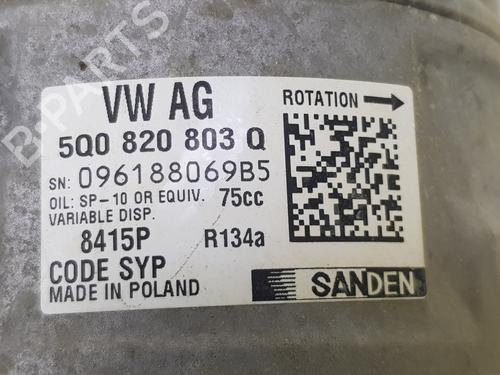 B-PARTS
VW AG
ROTATION
5Q0 820 803 Q
SN: 096188069B5
OIL: SP-10 OR EQUIV. 75cc
VARIABLE DISP.
8415P R134a
CODE SYP
MADE IN POLAND
SANDEN